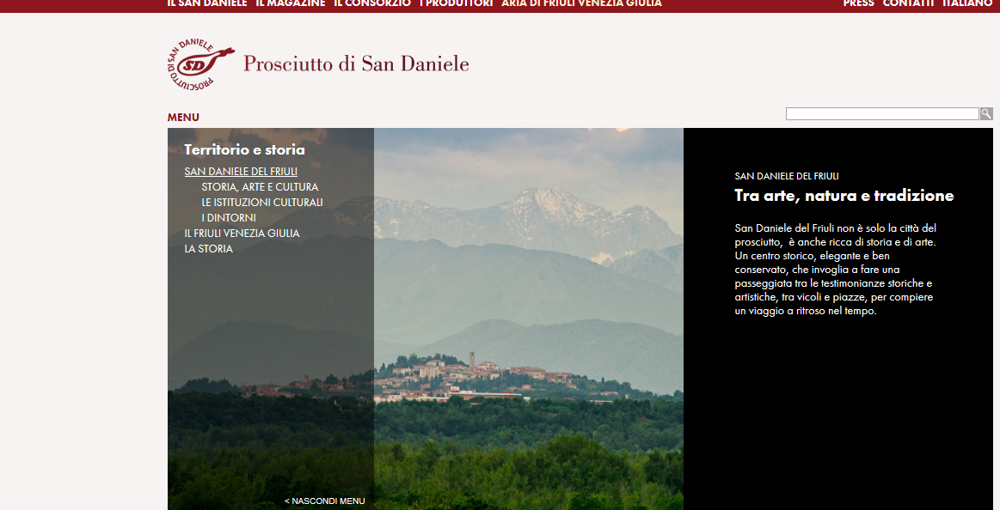 IL SAN DANIELE IL MAGAZINE IL CONSORZIO I PRODUTTORI ARIA DI FRIULI VENEZIA GIULIA PRESS CONTATTI ITALIANO
PROSCIUTTO DI SAN DANIELE
SD
Prosciutto di San Daniele
MENU
Territorio e storia
SAN DANIELE DEL FRIULI
STORIA, ARTE E CULTURA
LE ISTITUZIONI CULTURALI
I DINTORNI
IL FRIULI VENEZIA GIULIA
LA STORIA
< NASCONDI MENU
SAN DANIELE DEL FRIULI
Tra arte, natura e tradizione
San Daniele del Friuli non è solo la città del
prosciutto,  è anche ricca di storia e di arte.
Un centro storico, elegante e ben
conservato, che invoglia a fare una
passeggiata tra le testimonianze storiche e
artistiche, tra vicoli e piazze, per compiere
un viaggio a ritroso nel tempo.